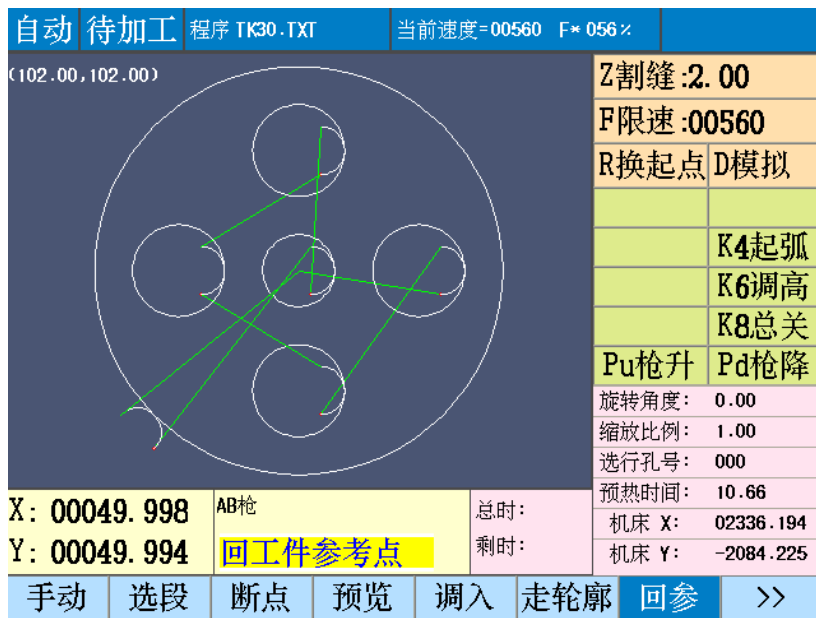 自动 待加工 程序 TK30.TXT 当前速度=00560 F* 056%
(102.00,102.00)
Z割缝:2.00
F限速:00560
R换起点 D模拟
K4起弧
K6调高
K8总关
Pu枪升 Pd枪降
旋转角度: 0.00
缩放比例: 1.00
选行孔号: 000
预热时间: 10.66
机床 X: 02336.194
机床 Y: -2084.225
X: 00049.998 AB枪 总时:
Y: 00049.994 回工件参考点 剩时:
手动 选段 断点 预览 调入 走轮廓 回参 >>